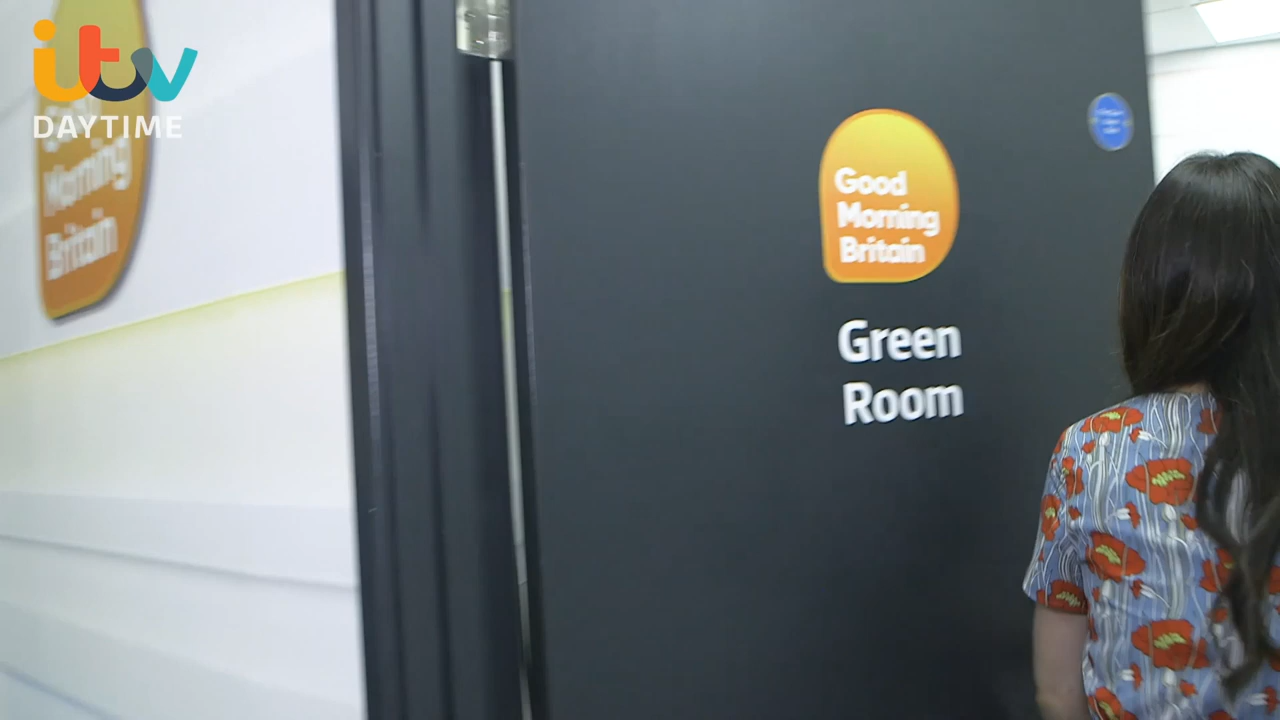 itv
DAYTIME
Good
Morning
Britain
Good
Morning
Britain
Green
Room